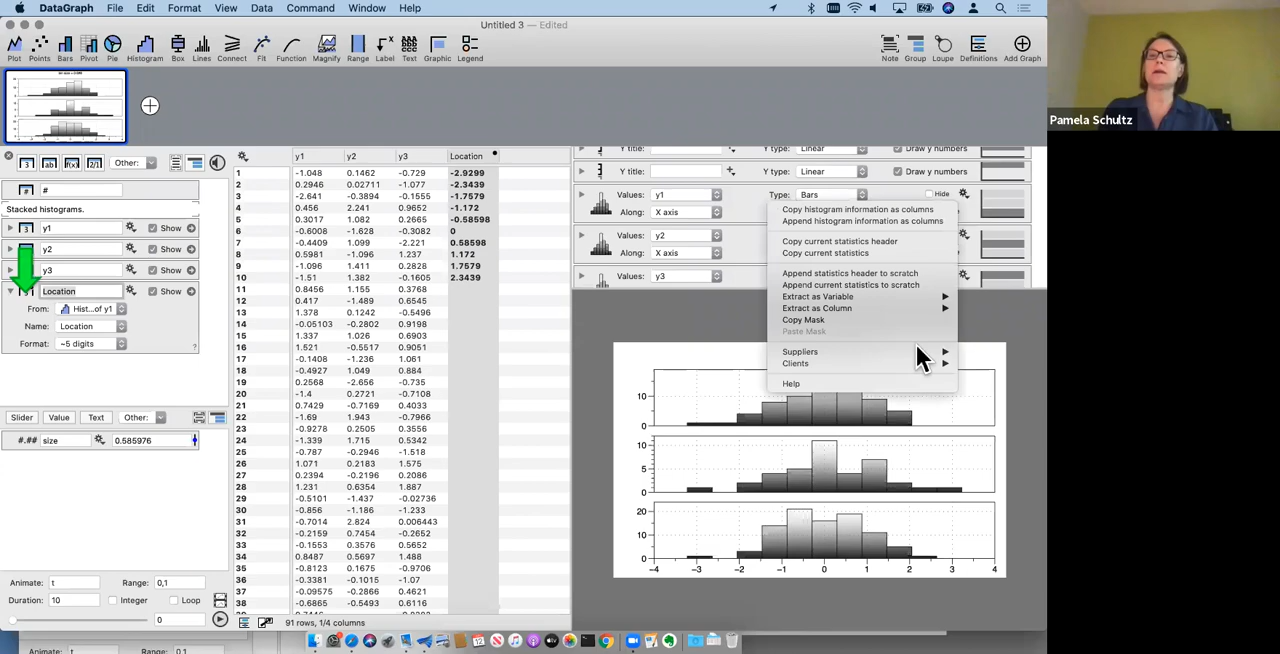 DataGraph File Edit Format View Data Command Window Help
Untitled 3 — Edited
Plot Points Bars Pivot Pie Histogram Box Lines Connect Fit Function Magnify Range Label Text Graphic Legend Note Group Loupe Definitions Add Graph
Pamela Schultz
Other:
# #
Stacked histograms.
y1 Show
y2 Show
y3 Show
Location Show
From: Hist...of y1
Name: Location
Format: ~5 digits
Slider Value Text Other:
#.## size 0.585976
Animate: t Range: 0,1
Duration: 10 Integer Loop
0
y1 y2 y3 Location
1 -1.048 0.1462 -0.729 -2.9299
2 0.2946 0.02711 -1.077 -2.3439
3 -2.641 -0.3894 -0.1555 -1.7579
4 0.456 2.241 0.9652 -1.172
5 0.3017 1.082 0.2665 -0.58598
6 -0.6008 -1.628 -0.3082 0
7 -0.4409 1.099 -2.221 0.58598
8 0.5981 -1.096 1.237 1.172
9 -1.096 1.411 0.2828 1.7579
10 -1.51 1.382 -0.1605 2.3439
11 0.8456 1.155 0.3768
12 0.417 -1.489 0.6545
13 1.378 0.1242 -0.5496
14 -0.05103 -0.2802 0.9198
15 1.337 1.026 0.6903
16 1.521 -0.5517 0.9051
17 -0.1408 -1.236 1.061
18 -0.4927 1.049 0.884
19 0.2568 -2.656 -0.735
20 -1.4 0.2721 -0.7108
21 0.7429 -0.7169 0.4033
22 -1.69 1.943 -0.7966
23 -0.9278 0.2505 0.3556
24 -1.339 1.715 0.5342
25 -0.787 -0.2946 -1.518
26 1.071 0.2183 1.575
27 0.2394 -0.2196 0.2086
28 1.231 0.6354 1.887
29 -0.5101 -1.437 -0.02736
30 -0.856 -1.186 -1.233
31 -0.7014 2.824 0.006443
32 -0.2159 0.7454 -0.2652
33 -0.1553 0.3576 0.5652
34 0.8487 0.5697 1.488
35 -0.8123 0.1675 -0.9706
36 -0.3381 -0.1015 -1.07
37 -0.09575 -0.2866 0.4621
38 -0.6865 -0.5493 0.6116
91 rows, 1/4 columns
Y title: Y type: Linear Draw y numbers
Y title: Y type: Linear Draw y numbers
Values: y1 Type: Bars Hide
Along: X axis
Values: y2
Along: X axis
Values: y3
Copy histogram information as columns
Append histogram information as columns
Copy current statistics header
Copy current statistics
Append statistics header to scratch
Append current statistics to scratch
Extract as Variable
Extract as Column
Copy Mask
Paste Mask
Suppliers
Clients
Help
10
0
10
5
0
20
10
0
−4 −3 −2 −1 0 1 2 3 4
Animate: t Range: 0,1